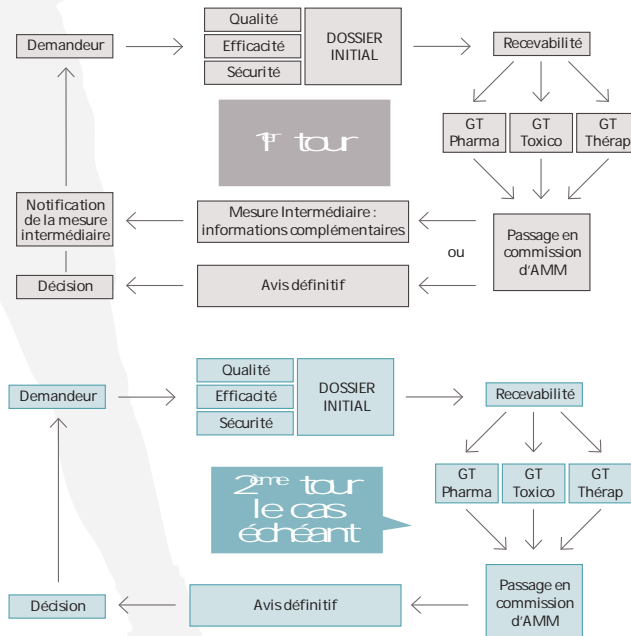 Demandeur
Qualité
Efficacité
Sécurité
DOSSIER
INITIAL
Recevabilité
1er tour
GT
Pharma
GT
Toxico
GT
Thérap
Notification
de la mesure
intermédiaire
Mesure Intermédiaire :
informations complémentaires
ou
Passage en
commission
d'AMM
Décision
Avis définitif
Demandeur
Qualité
Efficacité
Sécurité
DOSSIER
INITIAL
Recevabilité
2ème tour
le cas
échéant
GT
Pharma
GT
Toxico
GT
Thérap
Décision
Avis définitif
Passage en
commission
d'AMM